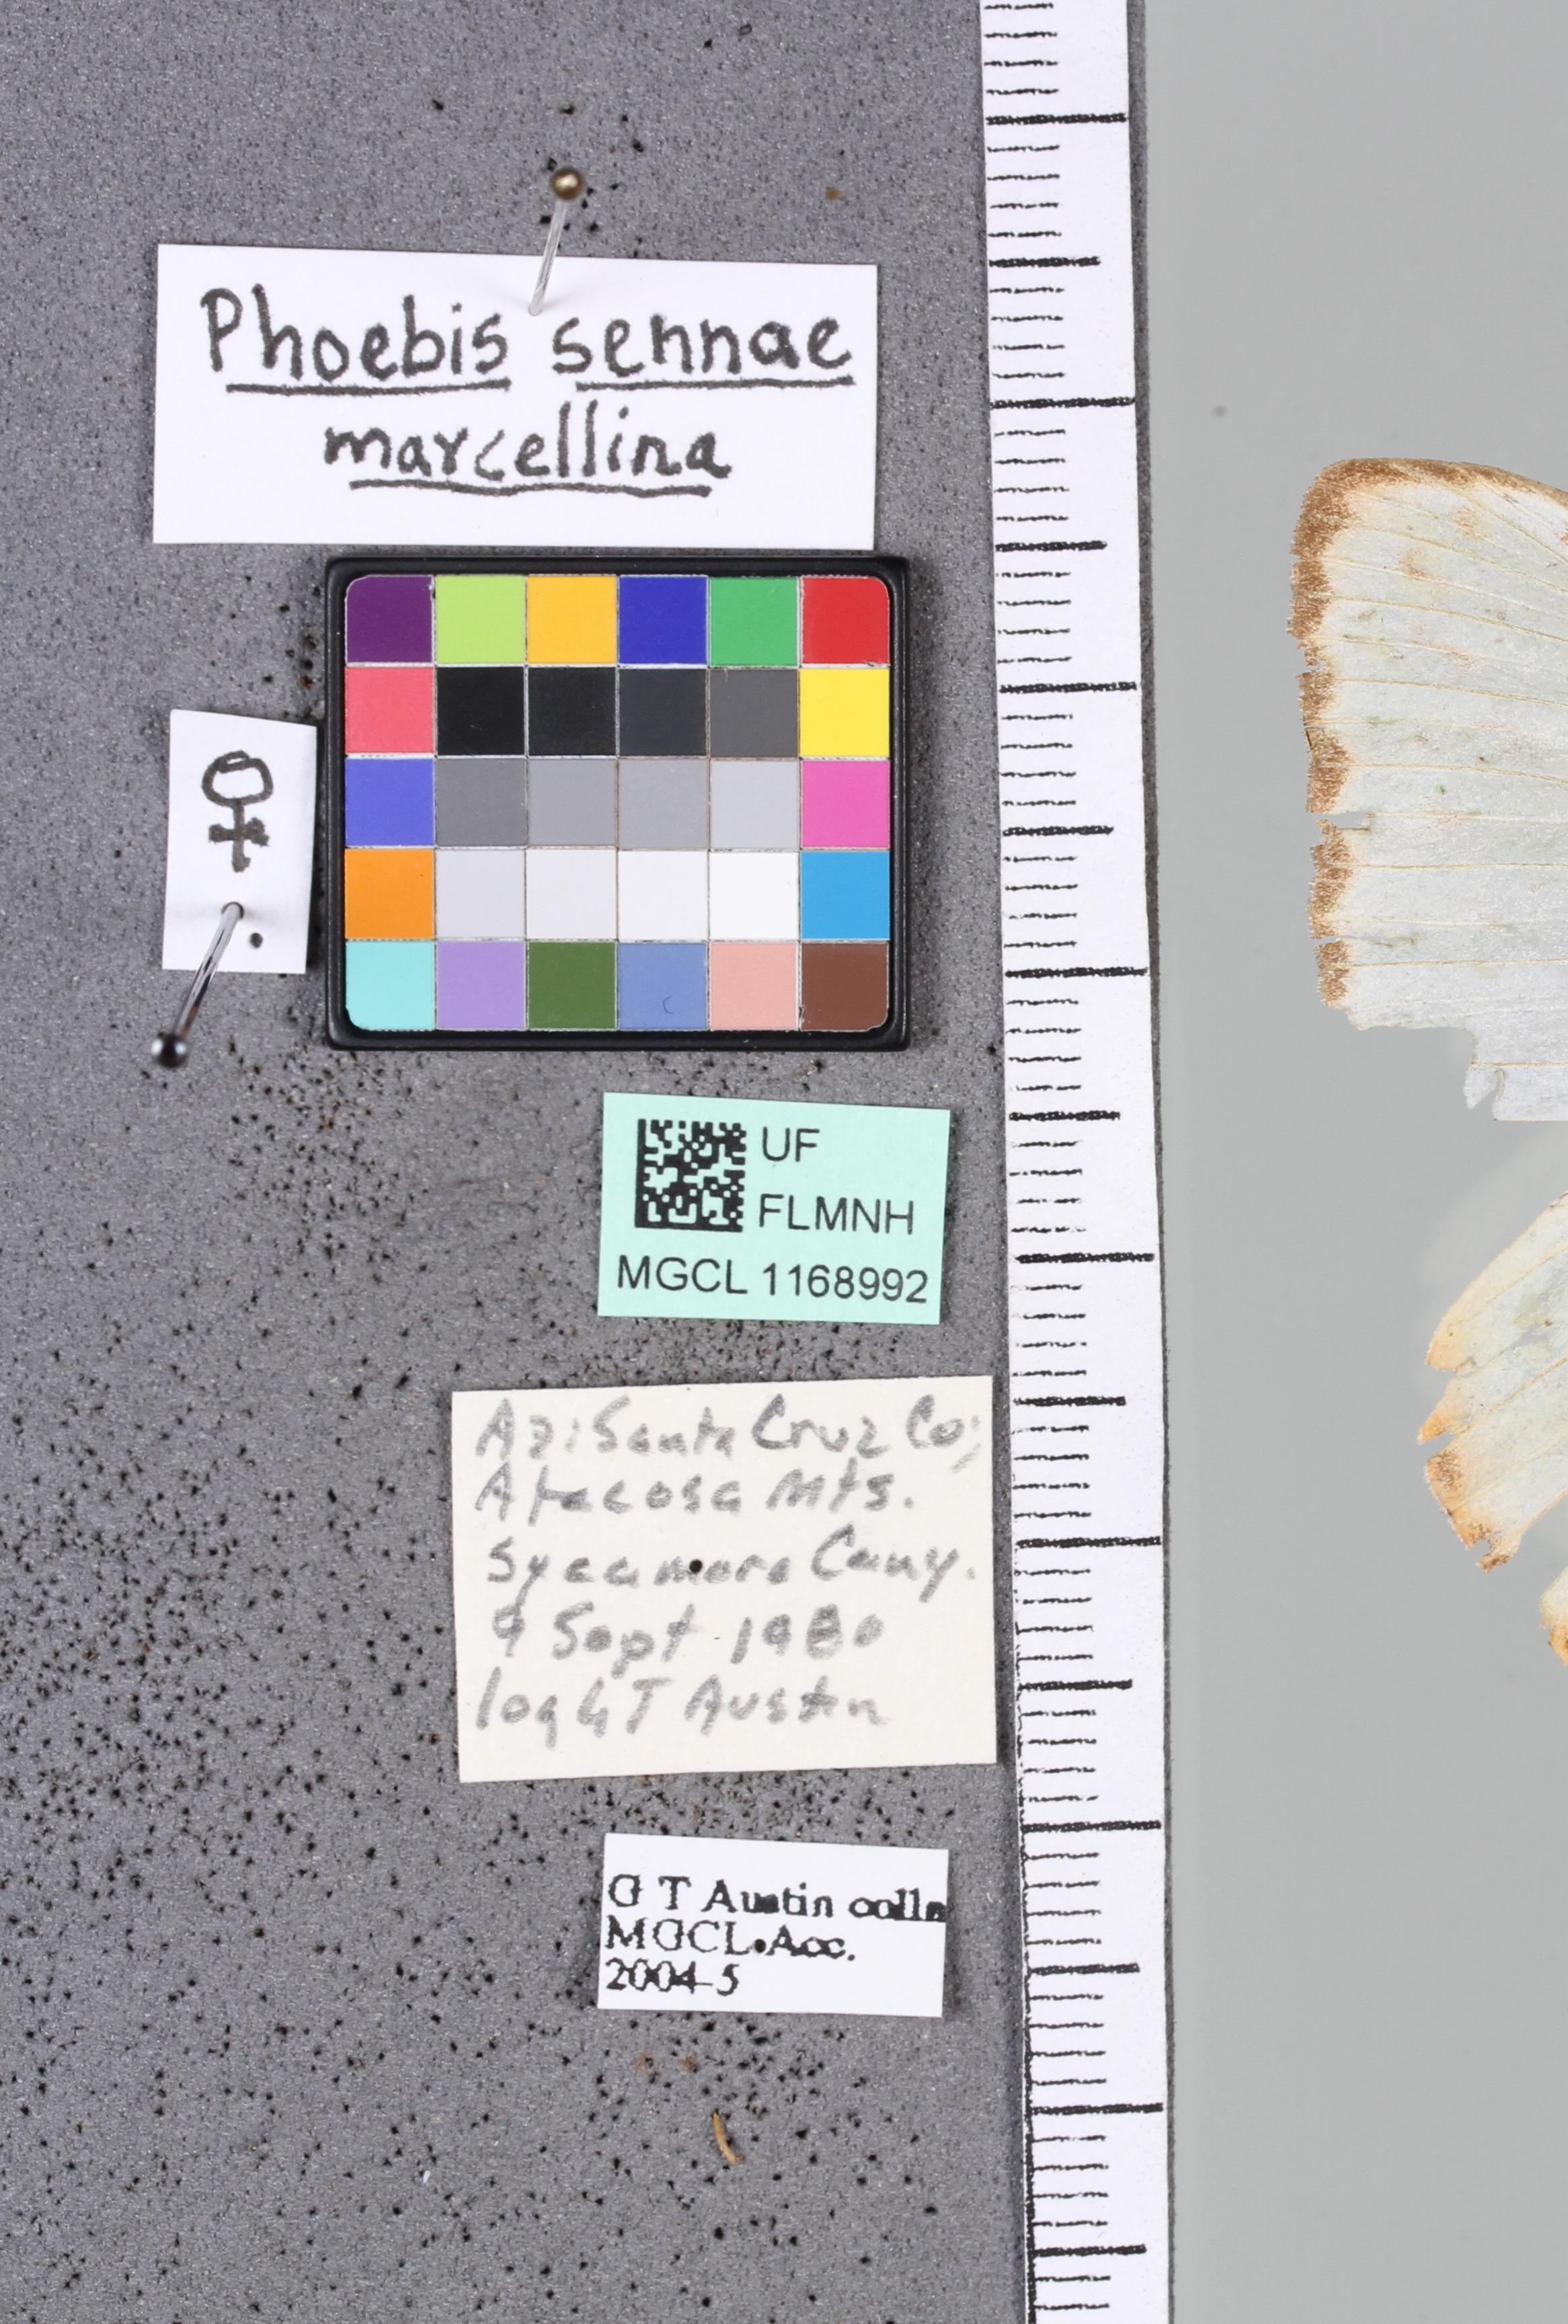 Phoebis sennae
marcellina
♀
UF
FLMNH
MGCL 1168992
Az: Santa Cruz Co;
Atacosa Mts.
Sycamore Cany.
9 Sept 1980
leg G T Austin
G T Austin colln
MGCL Acc.
2004-5